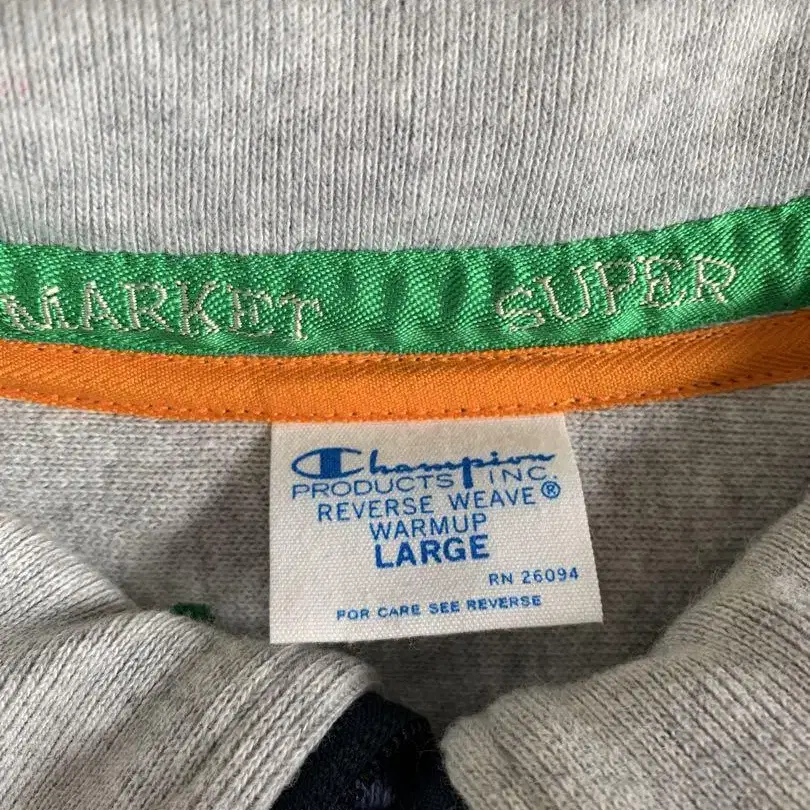 MARKET SUPER
Champion
PRODUCTS INC.
REVERSE WEAVE®
WARMUP
LARGE
RN 26094
FOR CARE SEE REVERSE